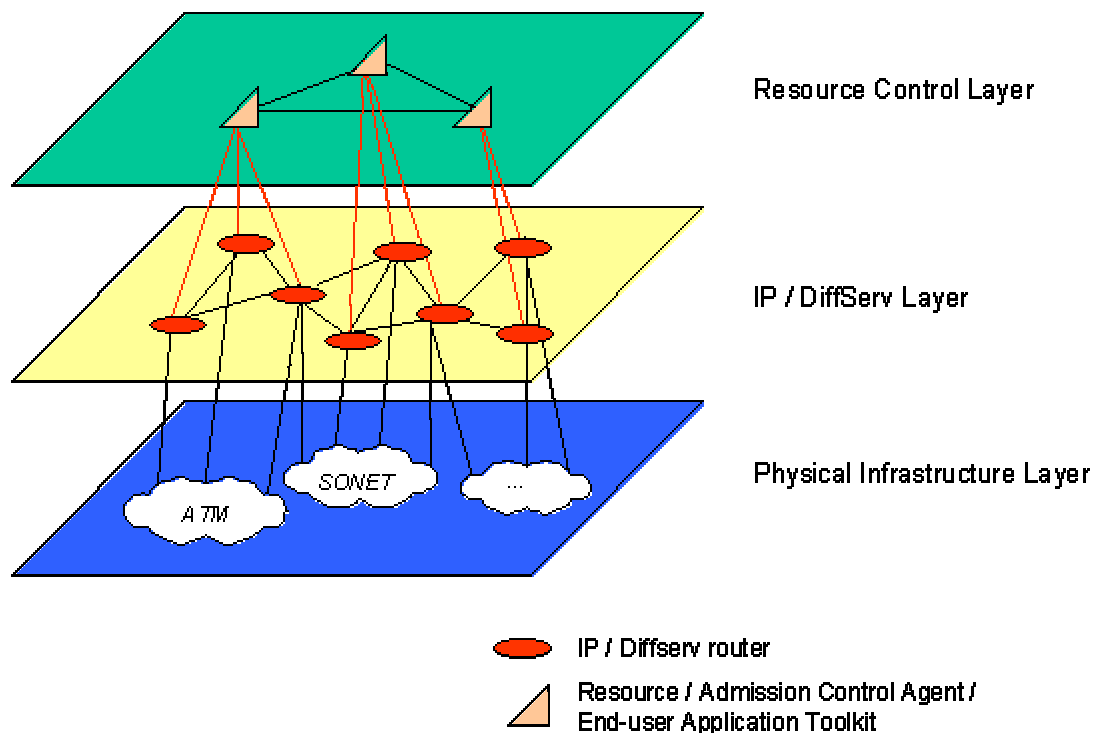 Resource Control Layer
IP / DiffServ Layer
Physical Infrastructure Layer
SONET
...
ATM
IP / Diffserv router
Resource / Admission Control Agent /
End-user Application Toolkit